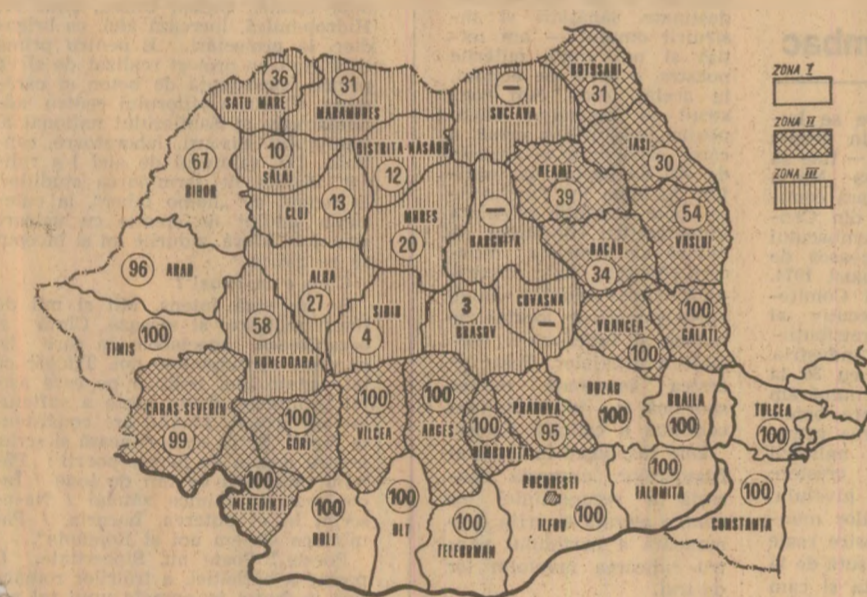 BOTOȘANI
31
ZONA I
ZONA II
ZONA III
36
SATU MARE
31
MARAMUREȘ
—
SUCEAVA
IAȘI
30
67
BIHOR
10
SĂLAJ
BISTRIȚA-NĂSĂUD
12
NEAMȚ
39
CLUJ
13
MUREȘ
20
—
HARGHITA
54
VASLUI
BACĂU
34
96
ARAD
ALBA
27
SIBIU
4
3
BRAȘOV
COVASNA
—
VRANCEA
100
100
GALAȚI
100
TIMIȘ
58
HUNEDOARA
CARAȘ-SEVERIN
99
100
GORJ
100
VÎLCEA
100
ARGEȘ
100
DÎMBOVIȚA
PRAHOVA
95
BUZĂU
100
BRĂILA
100
TULCEA
100
100
MEHEDINȚI
100
DOLJ
100
OLT
100
TELEORMAN
BUCUREȘTI
ILFOV
100
100
IALOMIȚA
100
CONSTANȚA